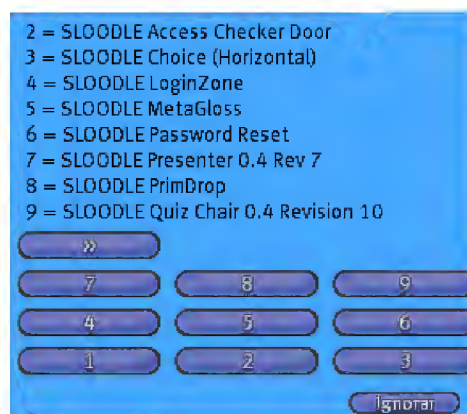 2 = SLOODLE Access Checker Door
3 = SLOODLE Choice (Horizontal)
4 = SLOODLE LoginZone
5 = SLOODLE MetaGloss
6 = SLOODLE Password Reset
7 = SLOODLE Presenter 0.4 Rev 7
8 = SLOODLE PrimDrop
9 = SLOODLE Quiz Chair 0.4 Revision 10
»
7 8 9
4 5 6
1 2 3
Ignorar